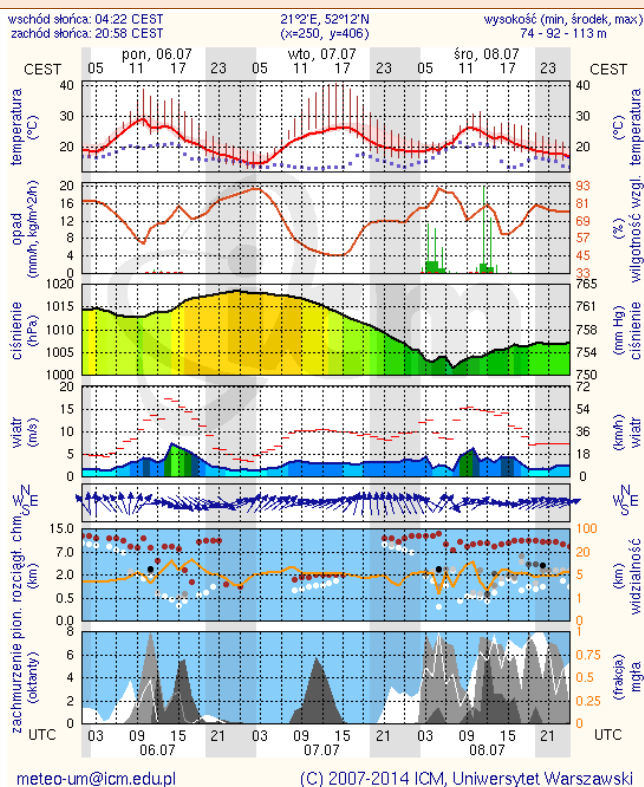 wschód słońca: 04:22 CEST 21°2'E, 52°12'N wysokość (min, środek, max)
zachód słońca: 20:58 CEST (x=250, y=406) 74 - 92 - 113 m
pon, 06.07 wto, 07.07 śro, 08.07
CEST 05 11 17 23 05 11 17 23 05 11 17 23 CEST
temperatura (°C) 40 30 20 40 30 20 (°C) temperatura
opad (mm/h, kg/m^2/h) 20 16 12 8 4 0 93 81 69 57 45 33 (%) wilgotność wzgl.
ciśnienie (hPa) 1020 1015 1010 1005 1000 765 761 758 754 750 (mm Hg) ciśnienie
wiatr (m/s) 20 15 10 5 0 72 54 36 18 0 (km/h) wiatr
N W E S N W E S
pion. rozciągł. chm. (km) 15.0 7.0 2.0 0.5 0.0 100 20 5 1 0 (km) widzialność
zachmurzenie (oktanty) 8 6 4 2 0 1 0.75 0.5 0.25 0 (frakcja) mgła
UTC 03 09 15 21 03 09 15 21 03 09 15 21 UTC
06.07 07.07 08.07
meteo-um@icm.edu.pl (C) 2007-2014 ICM, Uniwersytet Warszawski